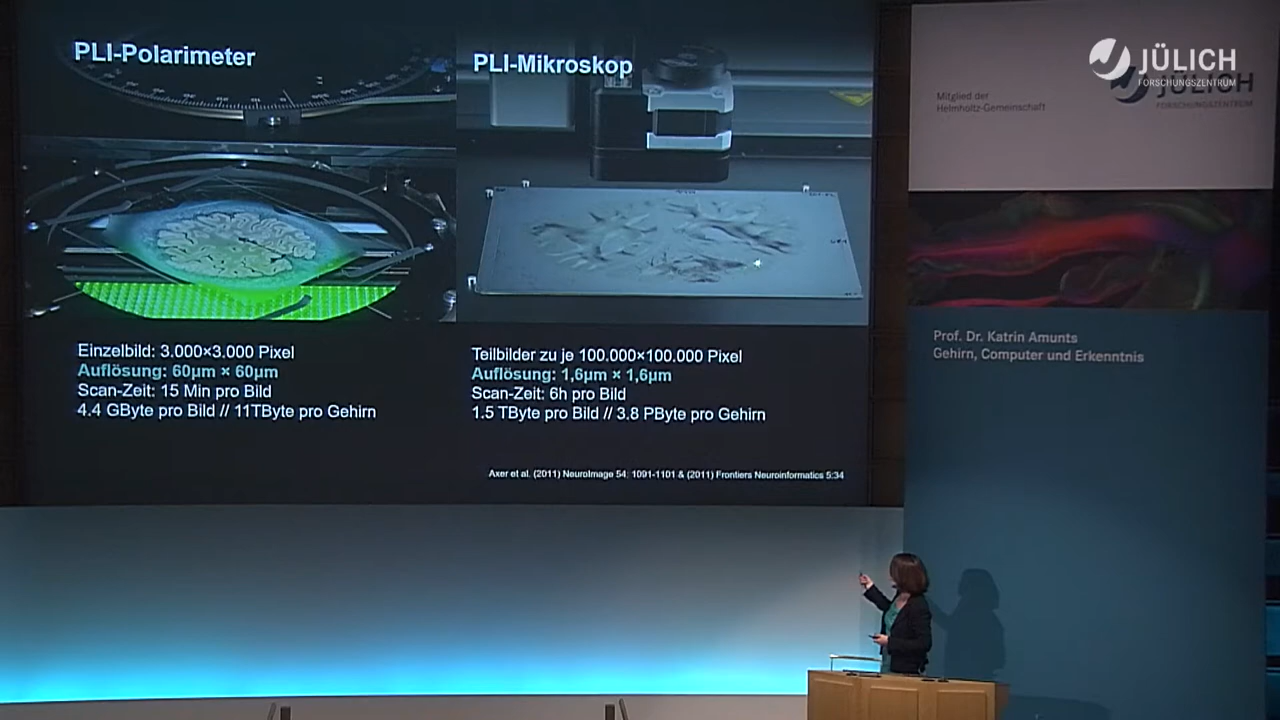 PLI-Polarimeter
PLI-Mikroskop
Einzelbild: 3.000×3.000 Pixel
Auflösung: 60µm × 60µm
Scan-Zeit: 15 Min pro Bild
4.4 GByte pro Bild // 11TByte pro Gehirn
Teilbilder zu je 100.000×100.000 Pixel
Auflösung: 1,6µm × 1,6µm
Scan-Zeit: 6h pro Bild
1.5 TByte pro Bild // 3.8 PByte pro Gehirn
Axer et al. (2011) NeuroImage 54: 1091-1101 & (2011) Frontiers Neuroinformatics 5:34
JÜLICH
FORSCHUNGSZENTRUM
Mitglied der
Helmholtz-Gemeinschaft
JÜLICH
FORSCHUNGSZENTRUM
Prof. Dr. Katrin Amunts
Gehirn, Computer und Erkenntnis